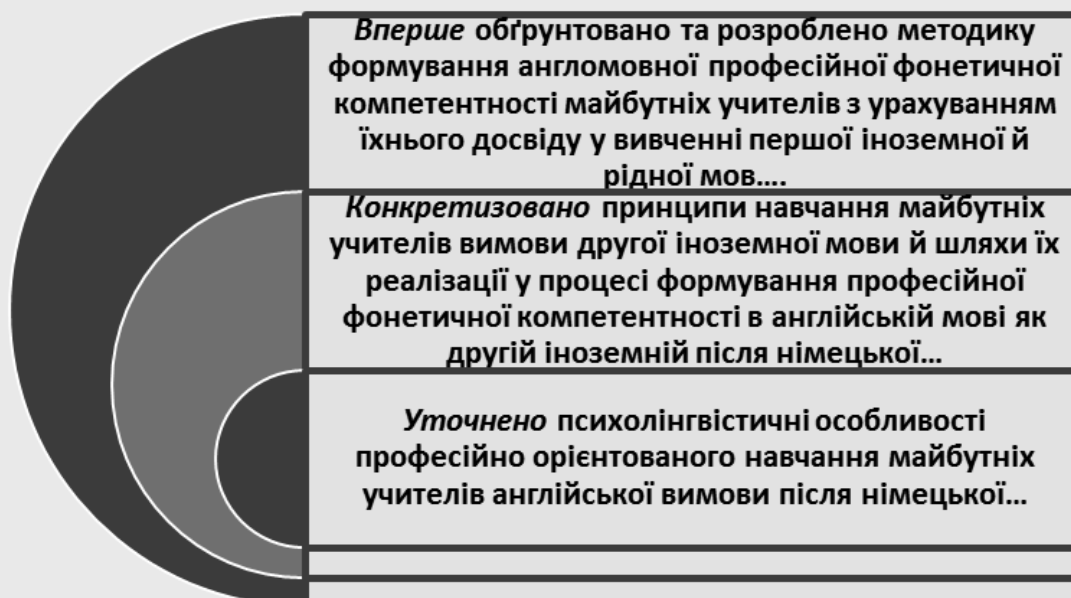 Вперше обґрунтовано та розроблено методику
формування англомовної професійної фонетичної
компетентності майбутніх учителів з урахуванням
їхнього досвіду у вивченні першої іноземної й
рідної мов....
Конкретизовано принципи навчання майбутніх
учителів вимови другої іноземної мови й шляхи їх
реалізації у процесі формування професійної
фонетичної компетентності в англійській мові як
другій іноземній після німецької...
Уточнено психолінгвістичні особливості
професійно орієнтованого навчання майбутніх
учителів англійської вимови після німецької...